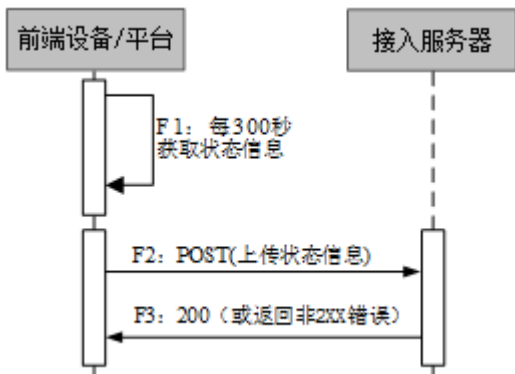 前端设备/平台
接入服务器
F1：每300秒
获取状态信息
F2：POST(上传状态信息)
F3：200（或返回非2XX错误）